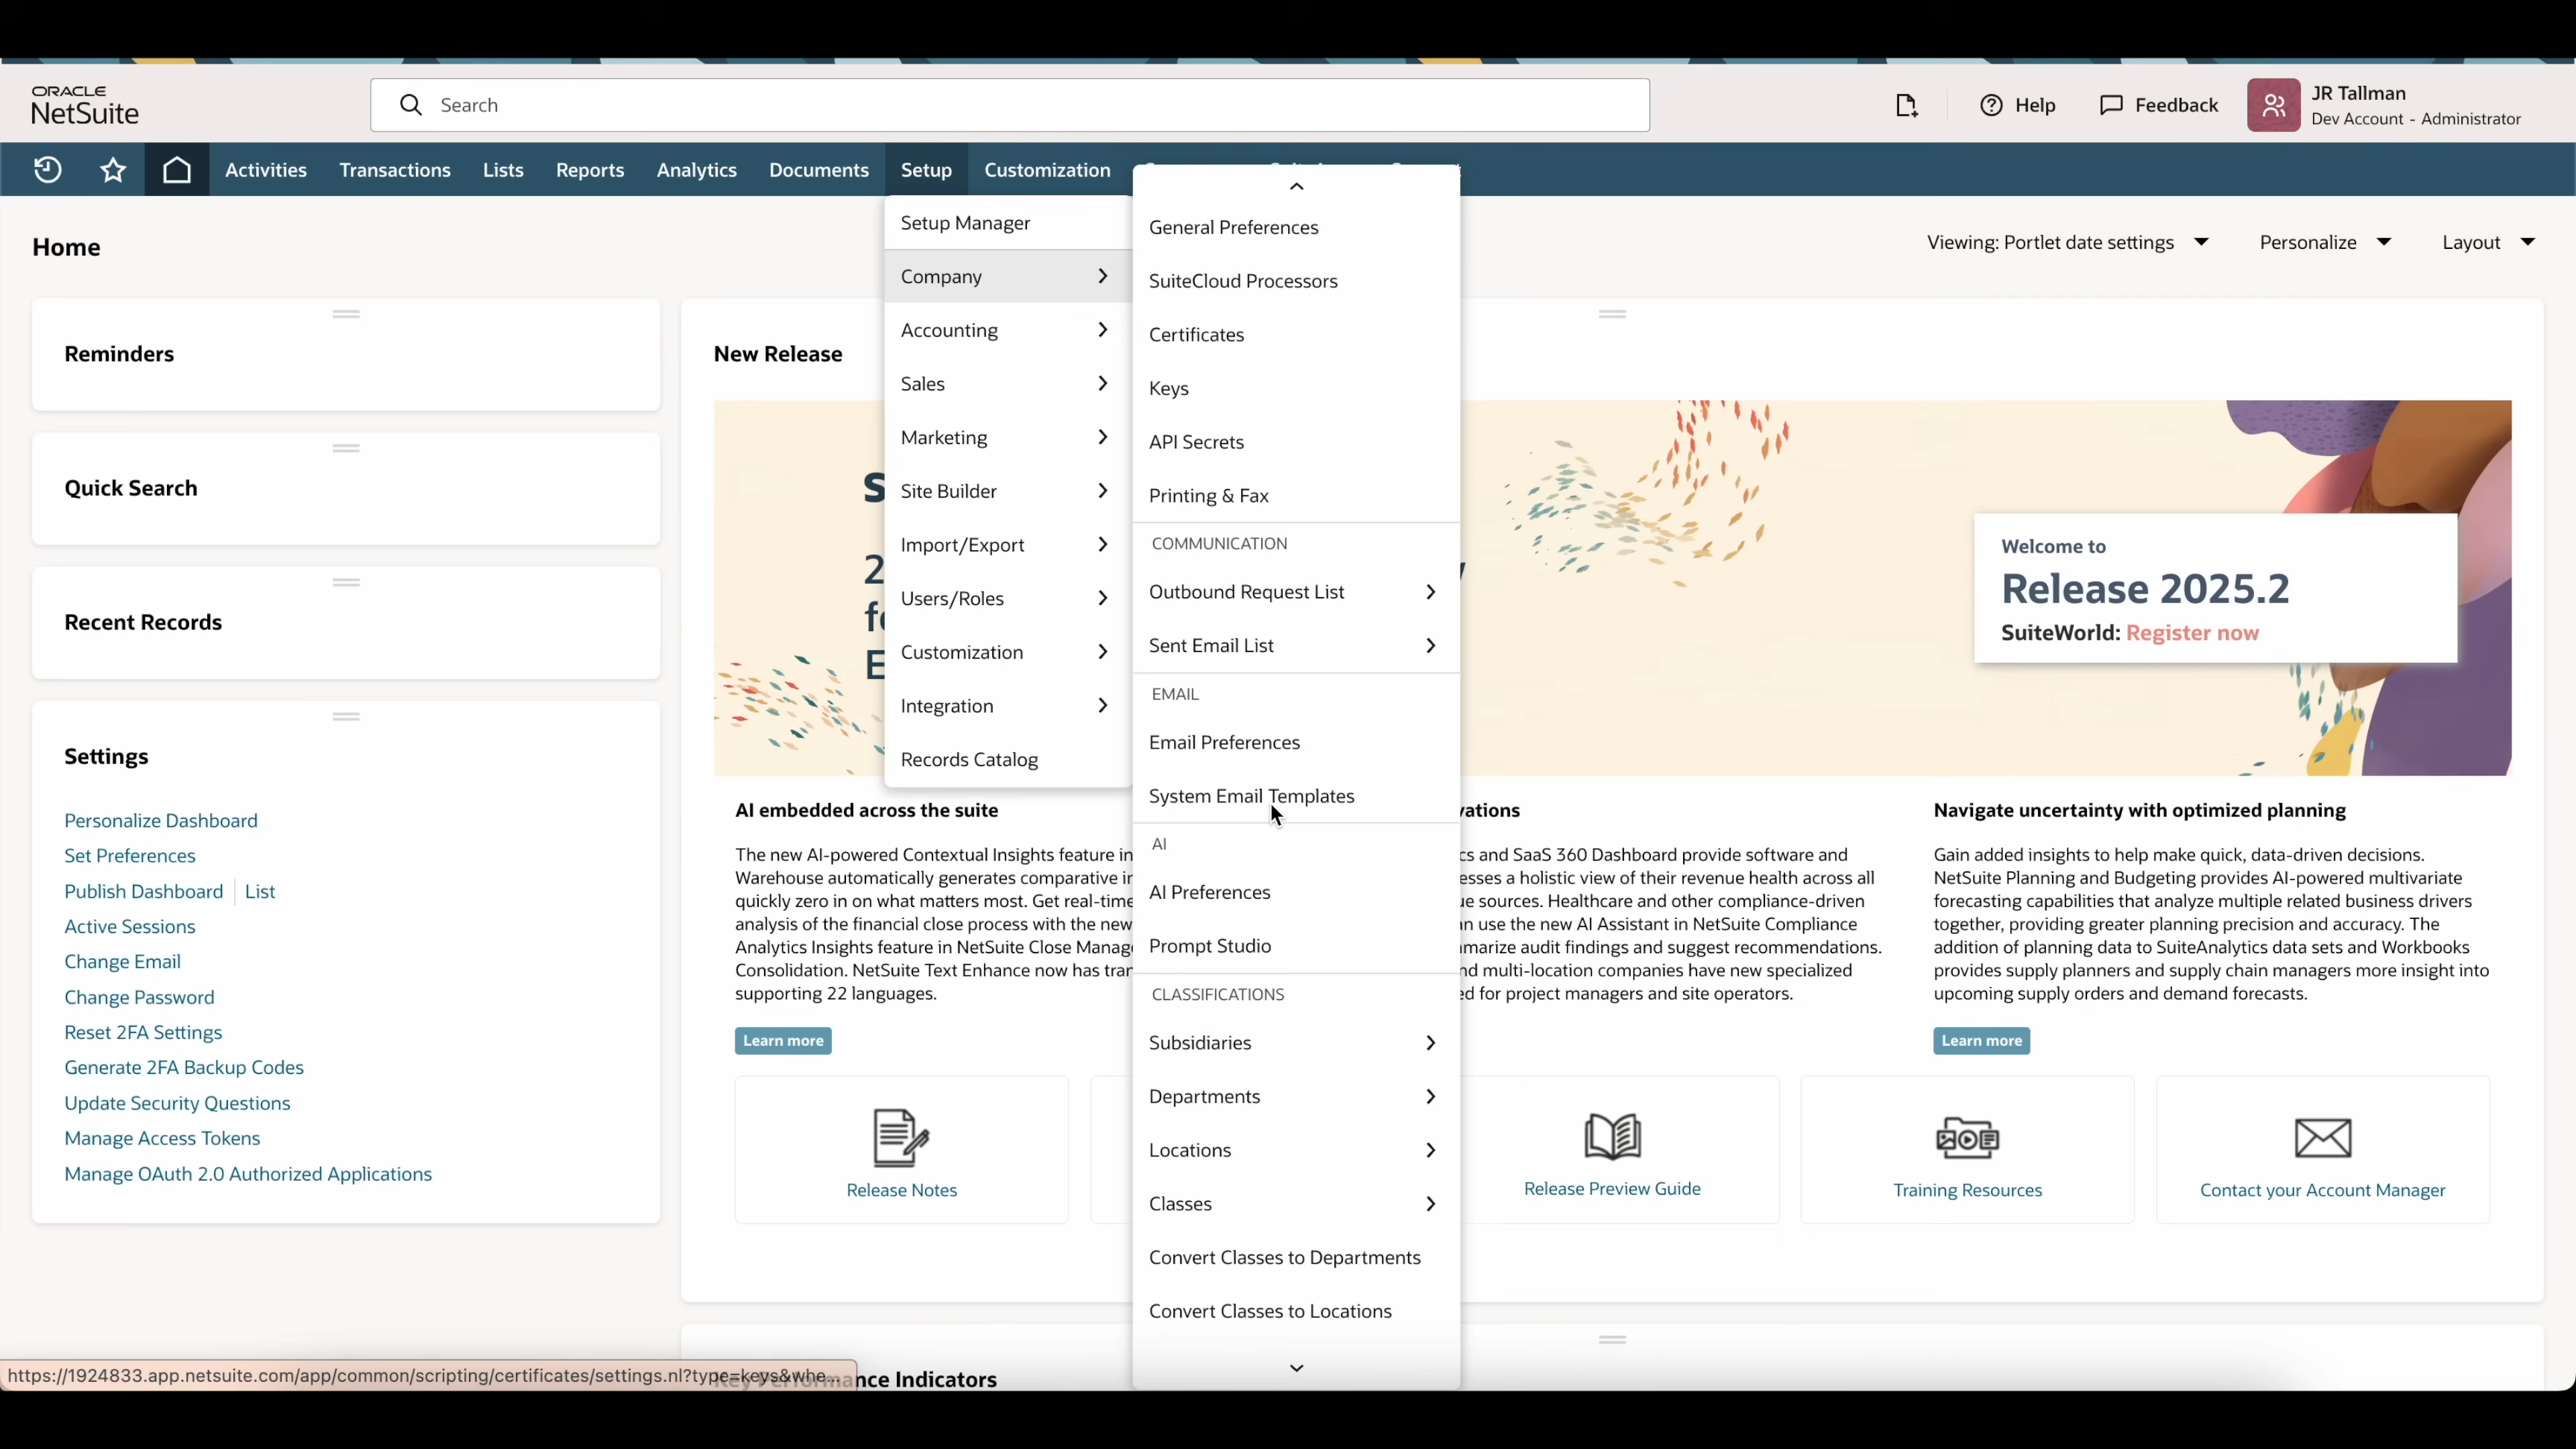 ORACLE
NetSuite
Search
Help
Feedback
JR Tallman
Dev Account - Administrator
Activities
Transactions
Lists
Reports
Analytics
Documents
Setup
Customization
Home
Viewing: Portlet date settings
Personalize
Layout
Setup Manager
Company
Accounting
Sales
Marketing
Site Builder
Import/Export
Users/Roles
Customization
Integration
Records Catalog
General Preferences
SuiteCloud Processors
Certificates
Keys
API Secrets
Printing & Fax
COMMUNICATION
Outbound Request List
Sent Email List
EMAIL
Email Preferences
System Email Templates
AI
AI Preferences
Prompt Studio
CLASSIFICATIONS
Subsidiaries
Departments
Locations
Classes
Convert Classes to Departments
Convert Classes to Locations
Reminders
Quick Search
Recent Records
Settings
Personalize Dashboard
Set Preferences
Publish Dashboard List
Active Sessions
Change Email
Change Password
Reset 2FA Settings
Generate 2FA Backup Codes
Update Security Questions
Manage Access Tokens
Manage OAuth 2.0 Authorized Applications
New Release
Welcome to
Release 2025.2
SuiteWorld: Register now
AI embedded across the suite
The new AI-powered Contextual Insights feature in
Warehouse automatically generates comparative
quickly zero in on what matters most. Get real-time
analysis of the financial close process with the new
Analytics Insights feature in NetSuite Close
Consolidation. NetSuite Text Enhance now has
supporting 22 languages.
Learn more
and SaaS 360 Dashboard provide software and
a holistic view of their revenue health across all
sources. Healthcare and other compliance-driven
use the new AI Assistant in NetSuite Compliance
audit findings and suggest recommendations.
multi-location companies have new specialized
for project managers and site operators.
Navigate uncertainty with optimized planning
Gain added insights to help make quick, data-driven decisions.
NetSuite Planning and Budgeting provides AI-powered multivariate
forecasting capabilities that analyze multiple related business drivers
together, providing greater planning precision and accuracy. The
addition of planning data to SuiteAnalytics data sets and Workbooks
provides supply planners and supply chain managers more insight into
upcoming supply orders and demand forecasts.
Learn more
Release Notes
Release Preview Guide
Training Resources
Contact your Account Manager
https://1924833.app.netsuite.com/app/common/scripting/certificates/settings.nl?type=keys&whe...
Indicators